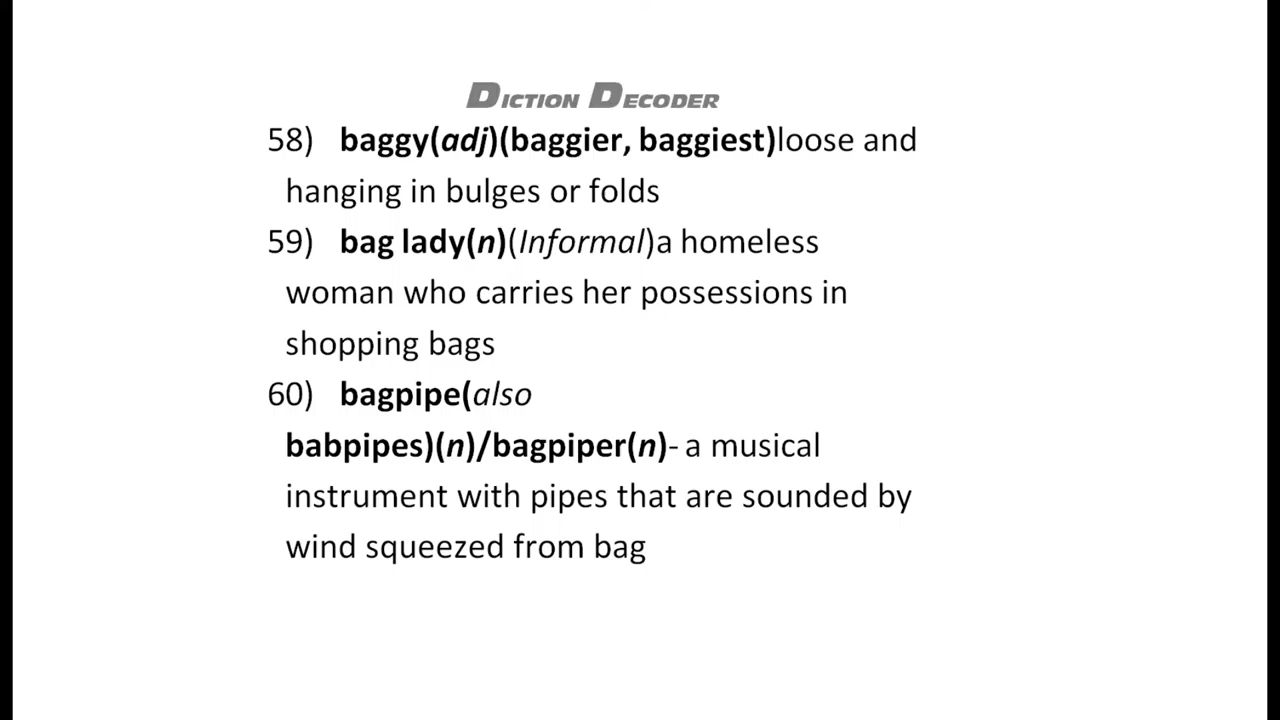 DICTION DECODER
58) baggy(adj)(baggier, baggiest)loose and
hanging in bulges or folds
59) bag lady(n)(Informal)a homeless
woman who carries her possessions in
shopping bags
60) bagpipe(also
babpipes)(n)/bagpiper(n)- a musical
instrument with pipes that are sounded by
wind squeezed from bag